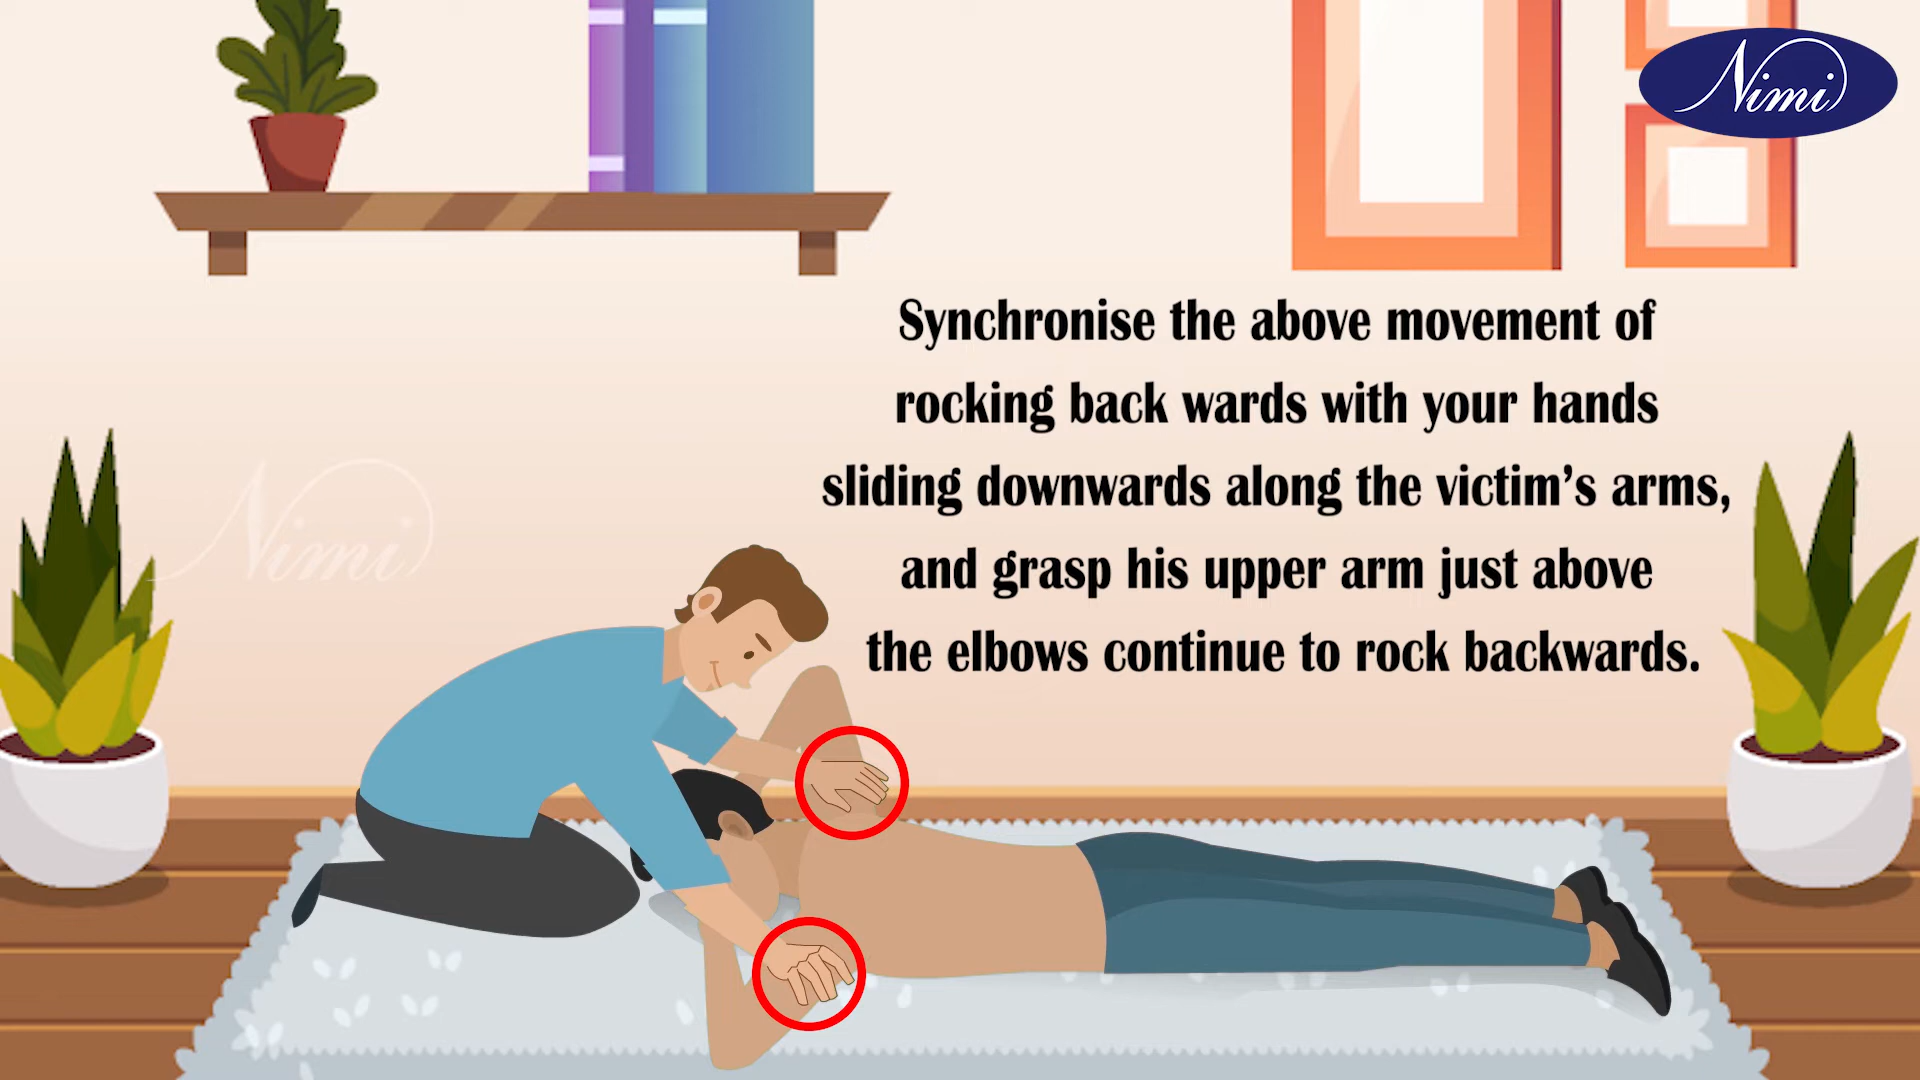 Nimi
Synchronise the above movement of
rocking back wards with your hands
sliding downwards along the victim's arms,
and grasp his upper arm just above
the elbows continue to rock backwards.
Nimi